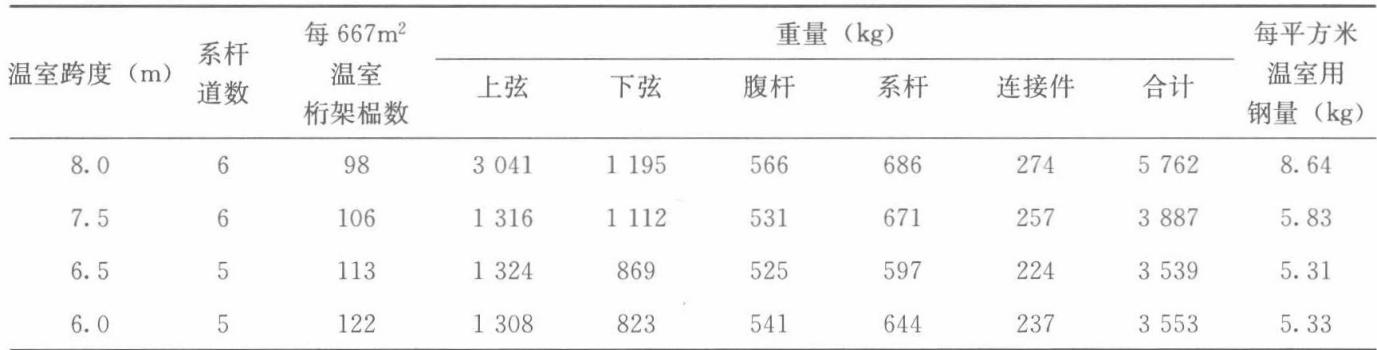 温室跨度（m） 系杆道数 每667m² 温室桁架榀数 重量（kg） 每平方米温室用钢量（kg）
上弦 下弦 腹杆 系杆 连接件 合计
8.0 6 98 3 041 1 195 566 686 274 5 762 8.64
7.5 6 106 1 316 1 112 531 671 257 3 887 5.83
6.5 5 113 1 324 869 525 597 224 3 539 5.31
6.0 5 122 1 308 823 541 644 237 3 553 5.33